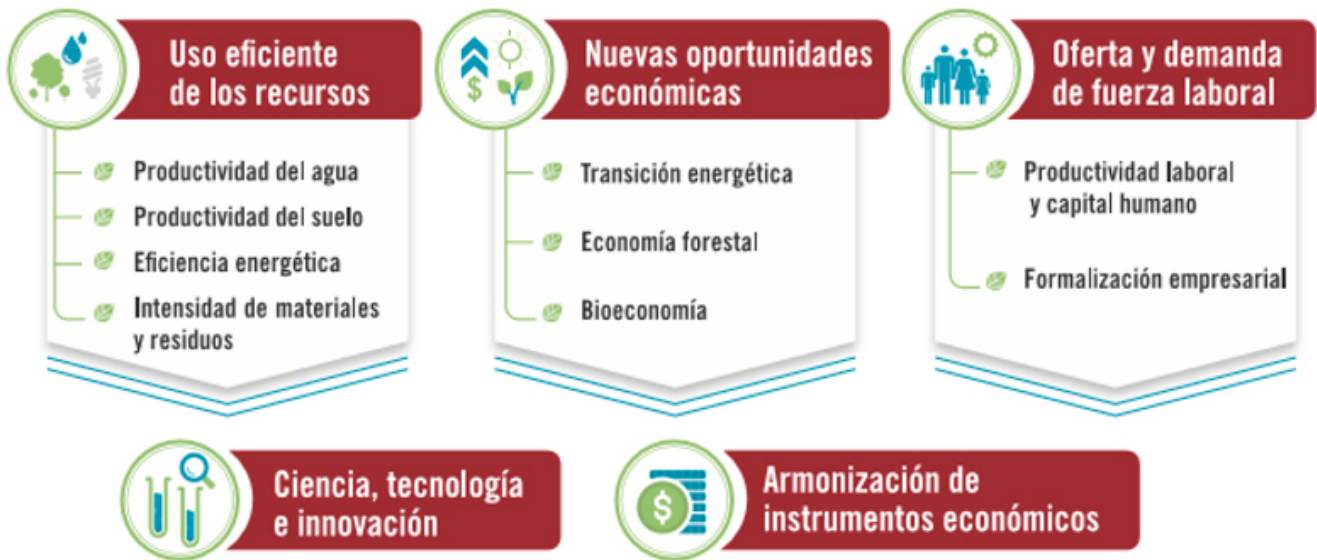 Uso eficiente
de los recursos
Productividad del agua
Productividad del suelo
Eficiencia energética
Intensidad de materiales
y residuos
Nuevas oportunidades
económicas
Transición energética
Economía forestal
Bioeconomía
Oferta y demanda
de fuerza laboral
Productividad laboral
y capital humano
Formalización empresarial
Ciencia, tecnología
e innovación
Armonización de
instrumentos económicos
$
$